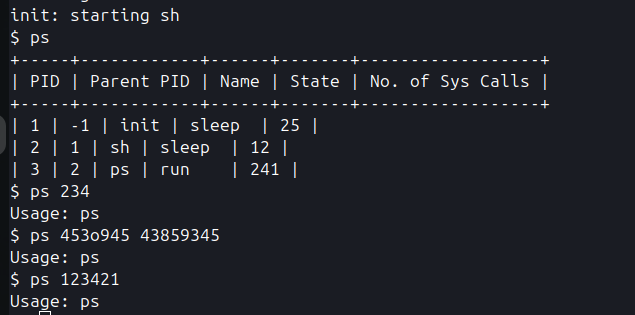 init: starting sh
$ ps
+-----+------------+------+-------+------------------+
| PID | Parent PID | Name | State | No. of Sys Calls |
+-----+------------+------+-------+------------------+
| 1 | -1 | init | sleep  | 25 |
| 2 | 1 | sh | sleep  | 12 |
| 3 | 2 | ps | run    | 241 |
$ ps 234
Usage: ps
$ ps 453o945 43859345
Usage: ps
$ ps 123421
Usage: ps